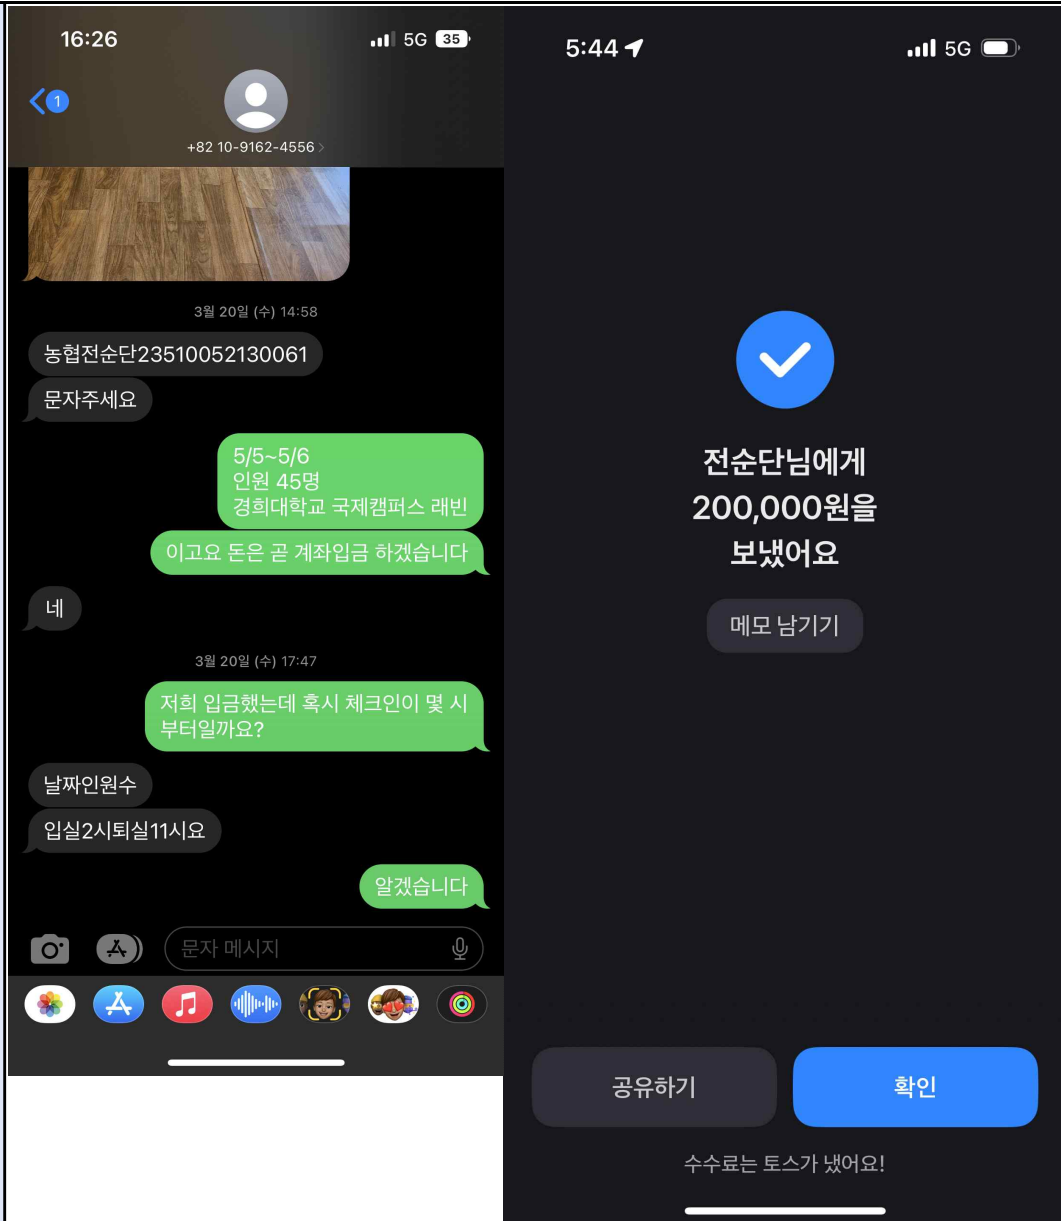 16:26
5G 35
1
+82 10-9162-4556
3월 20일 (수) 14:58
농협전순단23510052130061
문자주세요
5/5~5/6
인원 45명
경희대학교 국제캠퍼스 래빈
이고요 돈은 곧 계좌입금 하겠습니다
네
3월 20일 (수) 17:47
저희 입금했는데 혹시 체크인이 몇 시
부터일까요?
날짜인원수
입실2시퇴실11시요
알겠습니다
문자 메시지
5:44
5G
전순단님에게
200,000원을
보냈어요
메모 남기기
공유하기
확인
수수료는 토스가 냈어요!